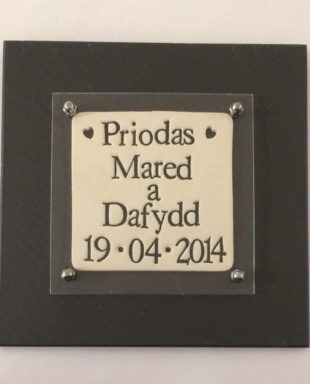 Priodas
Mared
a
Dafydd
19·04·2014